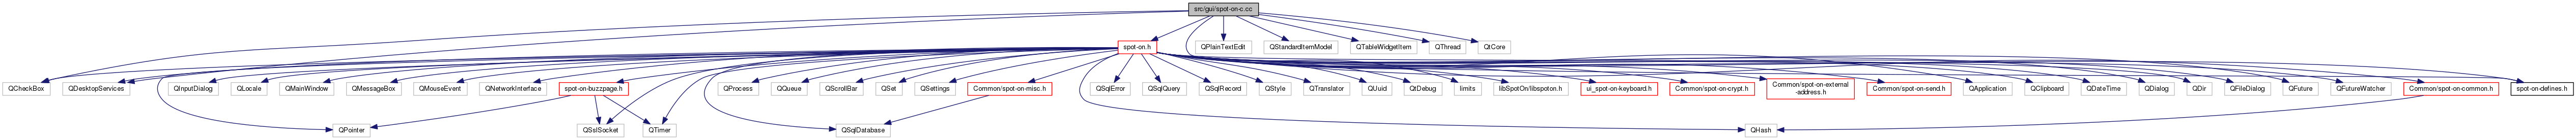 src/gui/spot-on-c.cc
spot-on.h
QPlainTextEdit
QStandardItemModel
QTableWidgetItem
QThread
QtCore
QCheckBox
QDesktopServices
QInputDialog
QLocale
QMainWindow
QMessageBox
QMouseEvent
QNetworkInterface
spot-on-buzzpage.h
QProcess
QQueue
QScrollBar
QSet
QSettings
Common/spot-on-misc.h
QSqlError
QSqlQuery
QSqlRecord
QStyle
QTranslator
QUuid
QtDebug
limits
libSpotOn/libspoton.h
ui_spot-on-keyboard.h
Common/spot-on-crypt.h
Common/spot-on-external
-address.h
Common/spot-on-send.h
QApplication
QClipboard
QDateTime
QDialog
QDir
QFileDialog
QFuture
QFutureWatcher
Common/spot-on-common.h
spot-on-defines.h
QPointer
QSslSocket
QTimer
QSqlDatabase
QHash